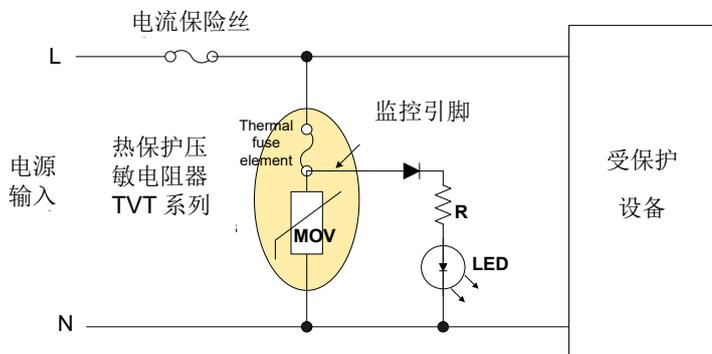 电流保险丝
L
Thermal
fuse
element
监控引脚
热保护压
敏电阻器
TVT 系列
电源
输入
受保护
设备
R
MOV
LED
N